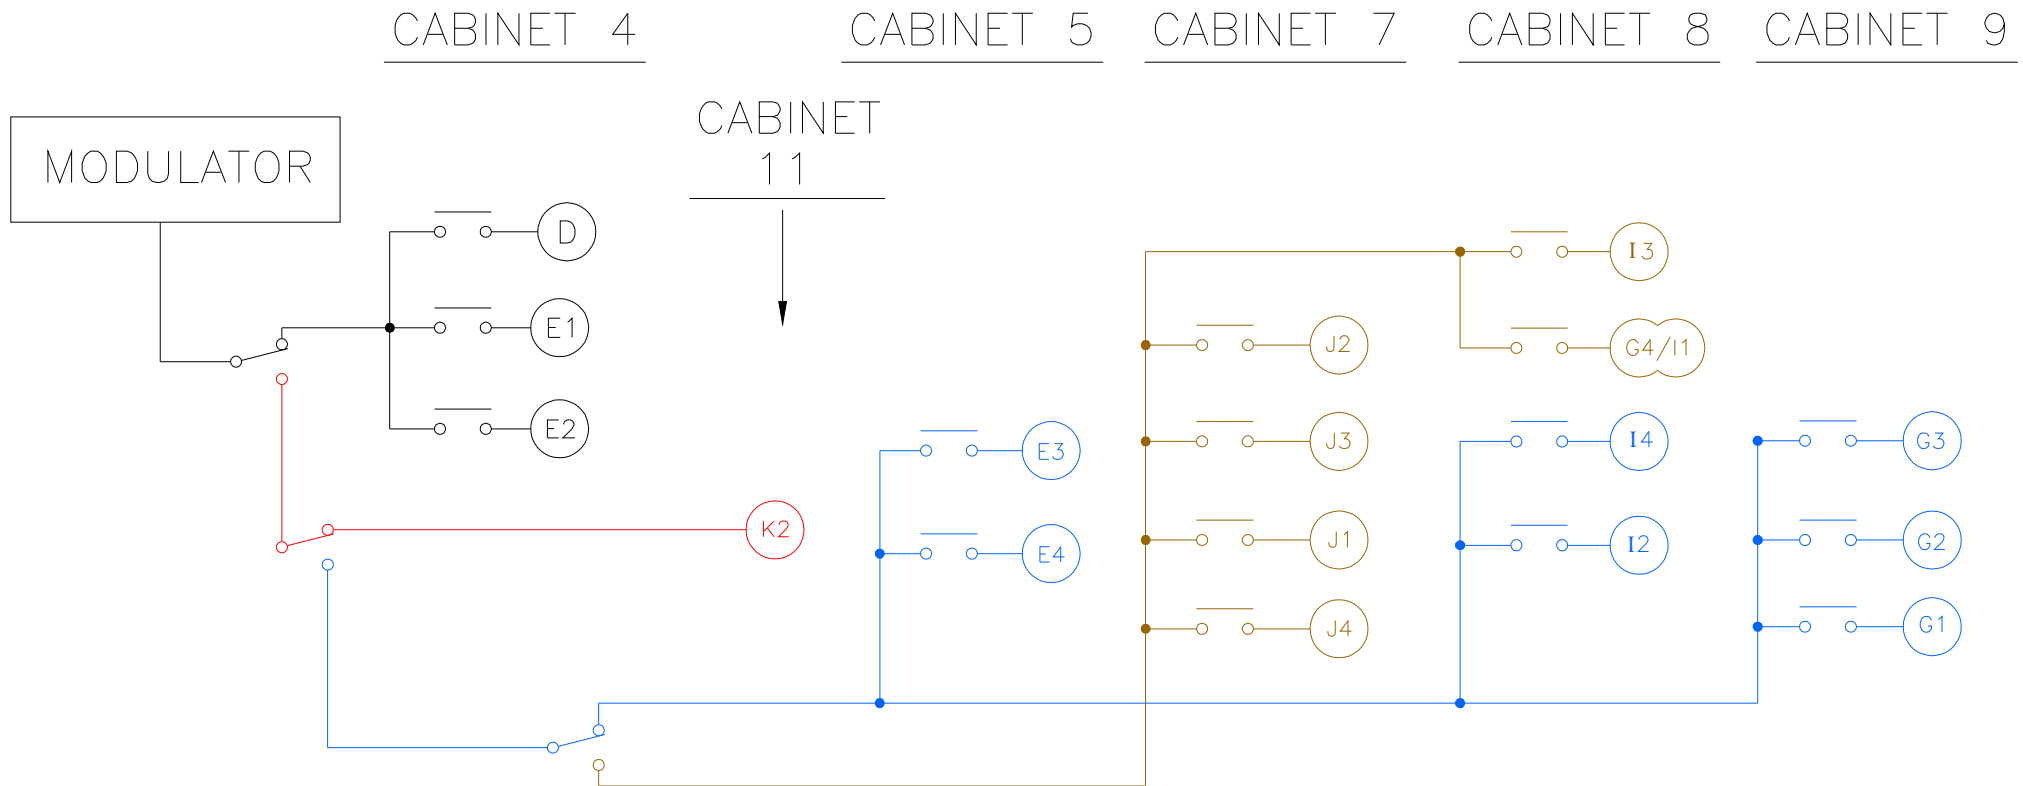 CABINET 4
CABINET 5
CABINET 7
CABINET 8
CABINET 9
CABINET
11
MODULATOR
D
E1
E2
K2
E3
E4
J2
J3
J1
J4
I3
G4/I1
I4
I2
G3
G2
G1